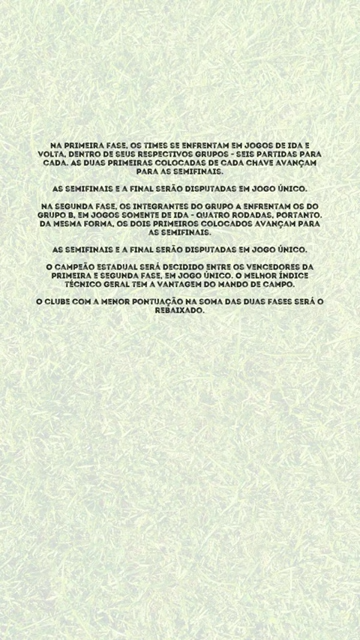 NA PRIMEIRA FASE, OS TIMES SE ENFRENTAM EM JOGOS DE IDA E
VOLTA, DENTRO DE SEUS RESPECTIVOS GRUPOS - SEIS PARTIDAS PARA
CADA. AS DUAS PRIMEIRAS COLOCADAS DE CADA CHAVE AVANÇAM
PARA AS SEMIFINAIS.
AS SEMIFINAIS E A FINAL SERÃO DISPUTADAS EM JOGO ÚNICO.
NA SEGUNDA FASE, OS INTEGRANTES DO GRUPO A ENFRENTAM OS DO
GRUPO B, EM JOGOS SOMENTE DE IDA - QUATRO RODADAS, PORTANTO.
DA MESMA FORMA, OS DOIS PRIMEIROS COLOCADOS AVANÇAM PARA
AS SEMIFINAIS.
AS SEMIFINAIS E A FINAL SERÃO DISPUTADAS EM JOGO ÚNICO.
O CAMPEÃO ESTADUAL SERÁ DECIDIDO ENTRE OS VENCEDORES DA
PRIMEIRA E SEGUNDA FASE, EM JOGO ÚNICO. O MELHOR ÍNDICE
TÉCNICO GERAL TEM A VANTAGEM DO MANDO DE CAMPO.
O CLUBE COM A MENOR PONTUAÇÃO NA SOMA DAS DUAS FASES SERÁ O
REBAIXADO.